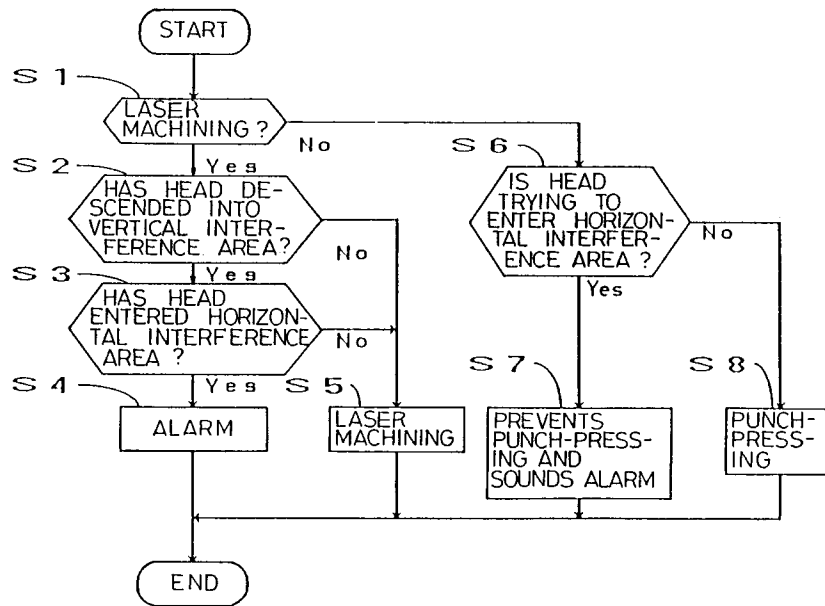 START
S 1
LASER
MACHINING ?
No
Yes
S 2
HAS HEAD DE-
SCENDED INTO
VERTICAL INTER-
FERENCE AREA?
No
Yes
S 3
HAS HEAD
ENTERED HORIZON-
TAL INTERFERENCE
AREA ?
No
Yes
S 4
ALARM
S 5
LASER
MACHINING
S 6
IS HEAD
TRYING TO
ENTER HORIZON-
TAL INTERFER-
ENCE AREA ?
No
Yes
S 7
PREVENTS
PUNCH-PRESS-
ING AND
SOUNDS ALARM
S 8
PUNCH-
PRESS-
ING
END